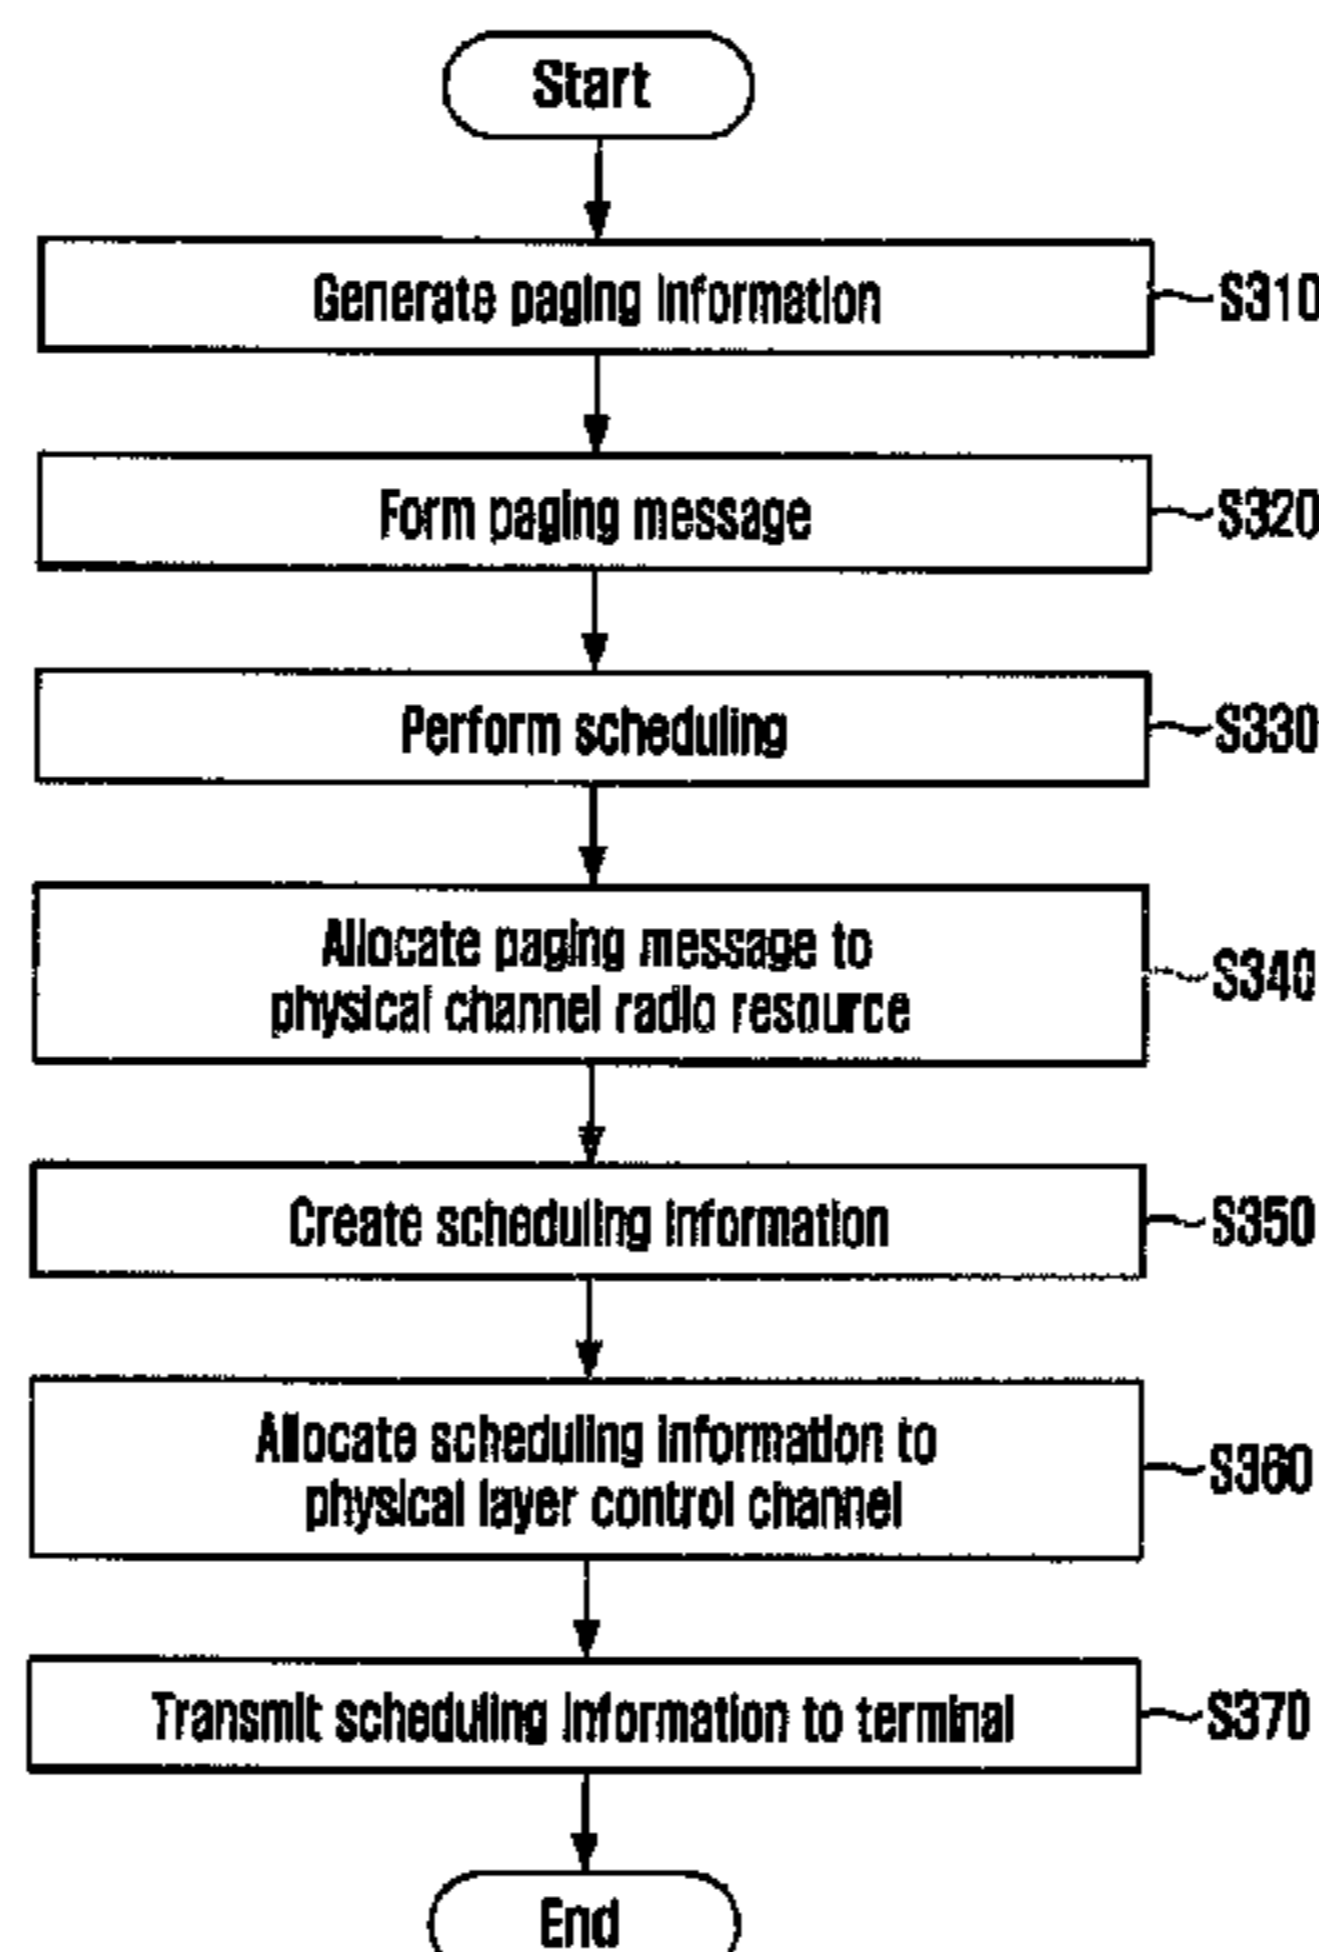 Start
Generate paging information
S310
Form paging message
S320
Perform scheduling
S330
Allocate paging message to
physical channel radio resource
S340
Create scheduling information
S350
Allocate scheduling information to
physical layer control channel
S360
Transmit scheduling information to terminal
S370
End